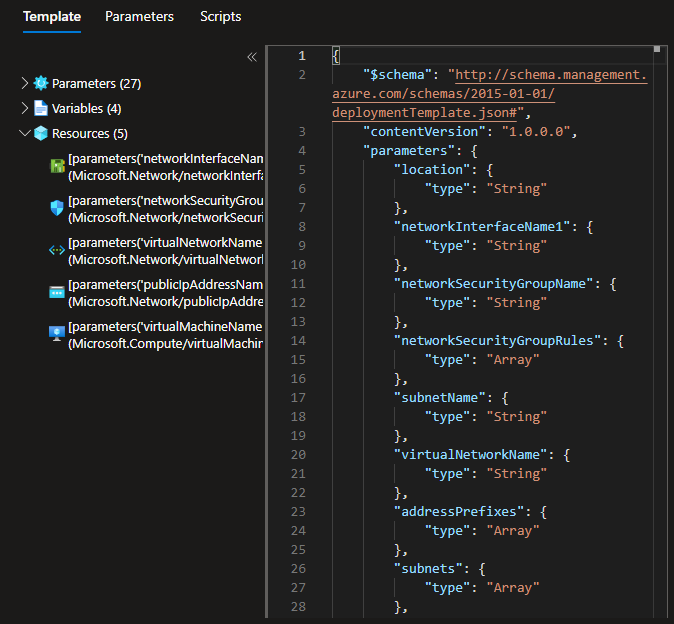 Template Parameters Scripts
«
Parameters (27)
Variables (4)
Resources (5)
[parameters('networkInterfaceNam
(Microsoft.Network/networkInterfa
[parameters('networkSecurityGrou
(Microsoft.Network/networkSecuri
[parameters('virtualNetworkName
(Microsoft.Network/virtualNetwork
[parameters('publicIpAddressNam
(Microsoft.Network/publicIpAddre
[parameters('virtualMachineName
(Microsoft.Compute/virtualMachin
1 {
2 "$schema": "http://schema.management.
azure.com/schemas/2015-01-01/
deploymentTemplate.json#",
3 "contentVersion": "1.0.0.0",
4 "parameters": {
5 "location": {
6 "type": "String"
7 },
8 "networkInterfaceName1": {
9 "type": "String"
10 },
11 "networkSecurityGroupName": {
12 "type": "String"
13 },
14 "networkSecurityGroupRules": {
15 "type": "Array"
16 },
17 "subnetName": {
18 "type": "String"
19 },
20 "virtualNetworkName": {
21 "type": "String"
22 },
23 "addressPrefixes": {
24 "type": "Array"
25 },
26 "subnets": {
27 "type": "Array"
28 },